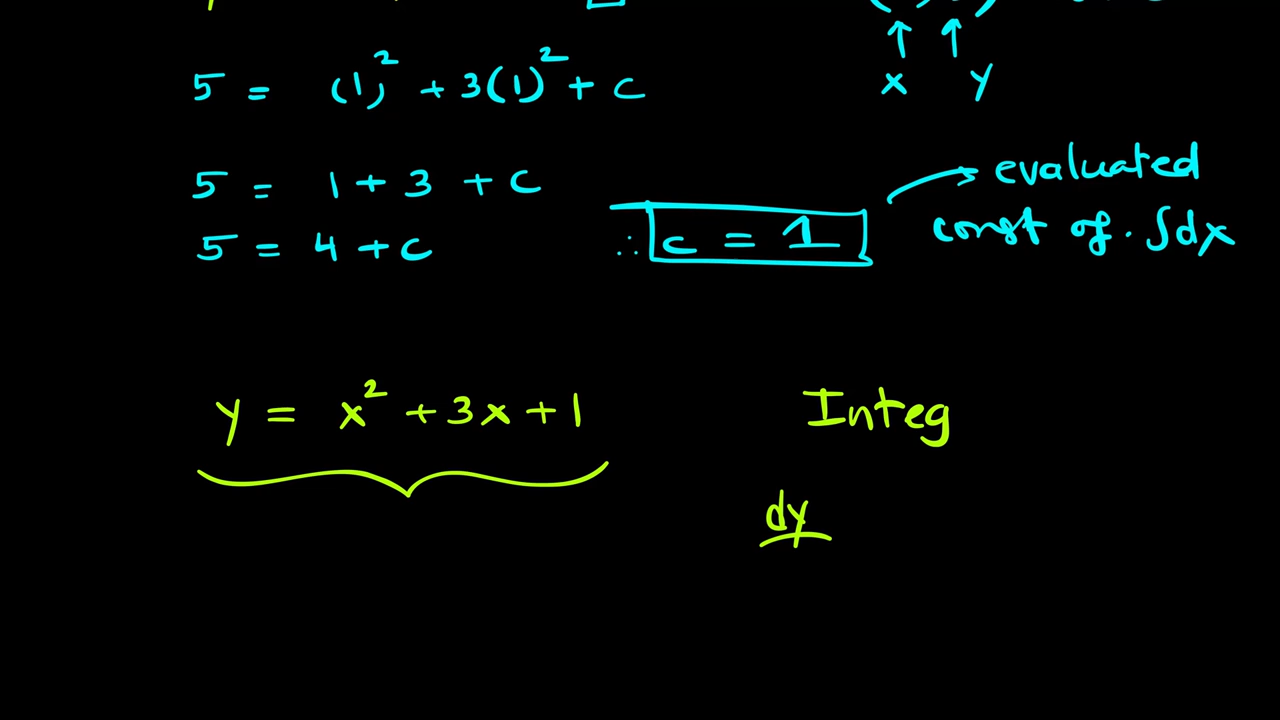 x y
5 = (1)² + 3(1)² + c
5 = 1 + 3 + c
evaluated
5 = 4 + c ∴ c = 1 const of. ∫dx
y = x² + 3x + 1 Integ
dy